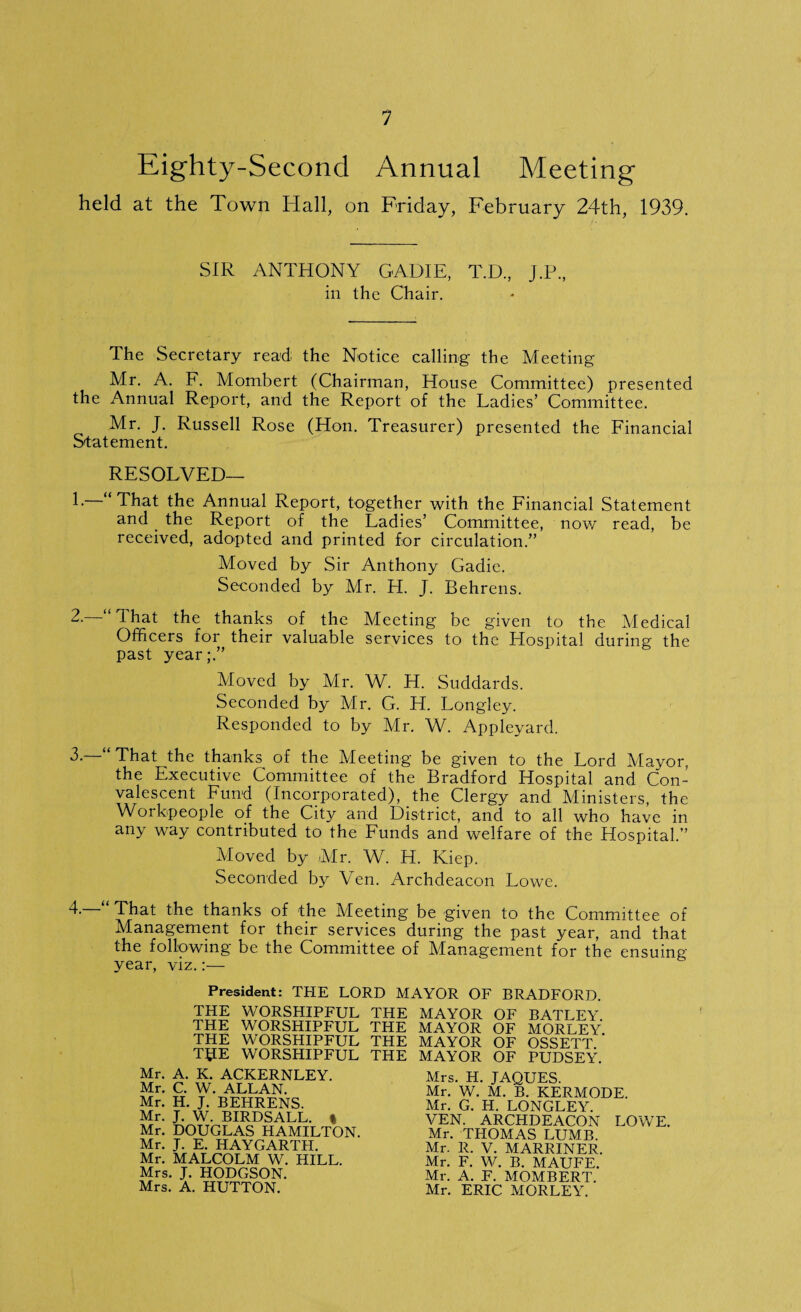 7
Eighty-Second Annual Meeting
held at the Town Hall, on Friday, February 24th, 1939.
SIR ANTHONY GADIE, T.D., J.P.,
in the Chair.
The Secretary read the Notice calling the Meeting
Mr. A. F. Mombert (Chairman, House Committee) presented
the Annual Report, and the Report of the Ladies' Committee.
Mr. J. Russell Rose (Hon. Treasurer) presented the Financial
Statement.
RESOLVED—
1.—“That the Annual Report, together with the Financial Statement
and the Report of the Ladies' Committee, now read, be
received, adopted and printed for circulation.”
Moved by Sir Anthony Gadie.
Seconded by Mr. H. J. Behrens.
2.—“That the thanks of the Meeting be given to the Medical
Officers for their valuable services to the Hospital during the
past year;.”
Moved by Mr. W. H. Suddards.
Seconded by Mr. G. H. Longley.
Responded to by Mr. W. Appleyard.
3.—“That the thanks of the Meeting be given to the Lord Mayor,
the Executive Committee of the Bradford Hospital and Con-
valescent Fund (Incorporated), the Clergy and Ministers, the
Workpeople of the City and District, and to all who have in
any way contributed to the Funds and welfare of the Hospital.”
Moved by Mr. W. H. Kiep.
Seconded by Ven. Archdeacon Lowe.
4.—“That the thanks of the Meeting be given to the Committee of
Management for their services during the past year, and that
the following be the Committee of Management for the ensuing
year, viz.:—
President: THE LORD MAYOR OF BRADFORD.
THE WORSHIPFUL THE MAYOR OF BATLEY.
THE WORSHIPFUL THE MAYOR OF MORLEY.
THE WORSHIPFUL THE MAYOR OF OSSETT.
THE WORSHIPFUL THE MAYOR OF PUDSEY.
Mr. A. K. ACKERNLEY.
Mr. C. W. ALLAN.
Mr. H. J. BEHRENS.
Mr. J. W. BIRDSALL.
Mr. DOUGLAS HAMILTON.
Mr. J. E. HAYGARTH.
Mr. MALCOLM W. HILL.
Mrs. J. HODGSON.
Mrs. A. HUTTON.
Mrs. H. JAQUES.
Mr. W. M. B. KERMODE.
Mr. G. H. LONGLEY.
VEN. ARCHDEACON LOWE.
Mr. THOMAS LUMB.
Mr. R. V. MARRINER.
Mr. F. W. B. MAUFE.
Mr. A. F. MOMBERT.
Mr. ERIC MORLEY.